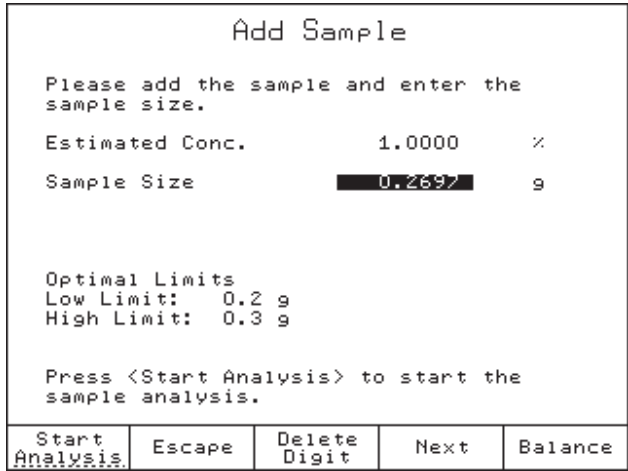 Add Sample
Please add the sample and enter the
sample size.
Estimated Conc. 1.0000 %
Sample Size 0.2697 g
Optimal Limits
Low Limit: 0.2 g
High Limit: 0.3 g
Press <Start Analysis> to start the
sample analysis.
Start Analysis Escape Delete Digit Next Balance